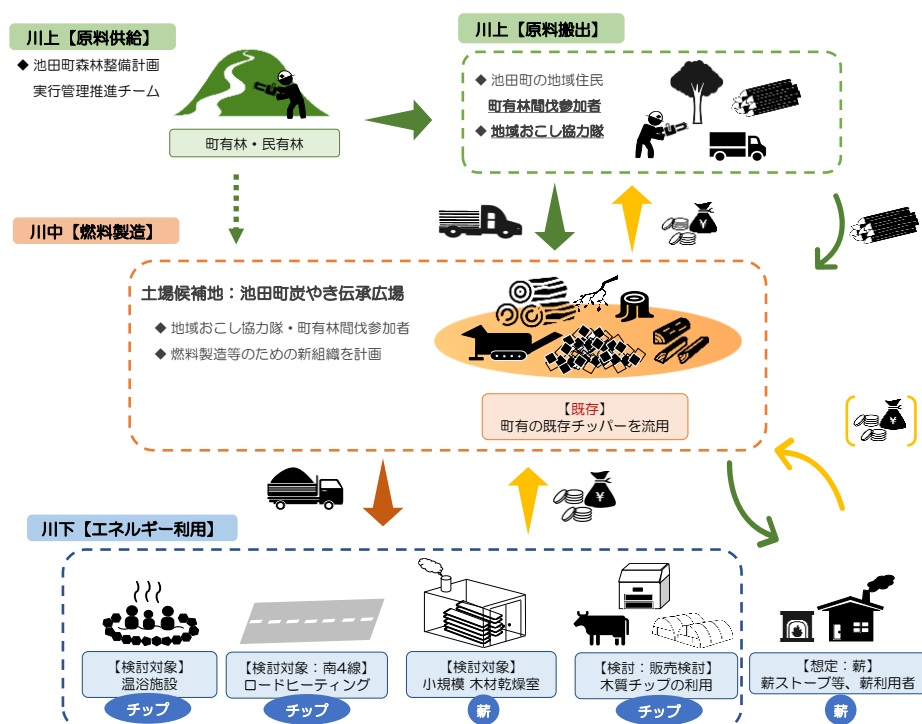 川上【原料供給】
◆ 池田町森林整備計画
実行管理推進チーム
町有林・民有林
川上【原料搬出】
◆ 池田町の地域住民
町有林間伐参加者
◆ 地域おこし協力隊
¥
川中【燃料製造】
土場候補地：池田町炭やき伝承広場
◆ 地域おこし協力隊・町有林間伐参加者
◆ 燃料製造等のための新組織を計画
【既存】
町有の既存チッパーを流用
¥
¥
川下【エネルギー利用】
【検討対象】
温浴施設
チップ
【検討対象：南4線】
ロードヒーティング
チップ
【検討対象】
小規模 木材乾燥室
薪
【検討：販売検討】
木質チップの利用
チップ
【想定：薪】
薪ストーブ等、薪利用者
薪